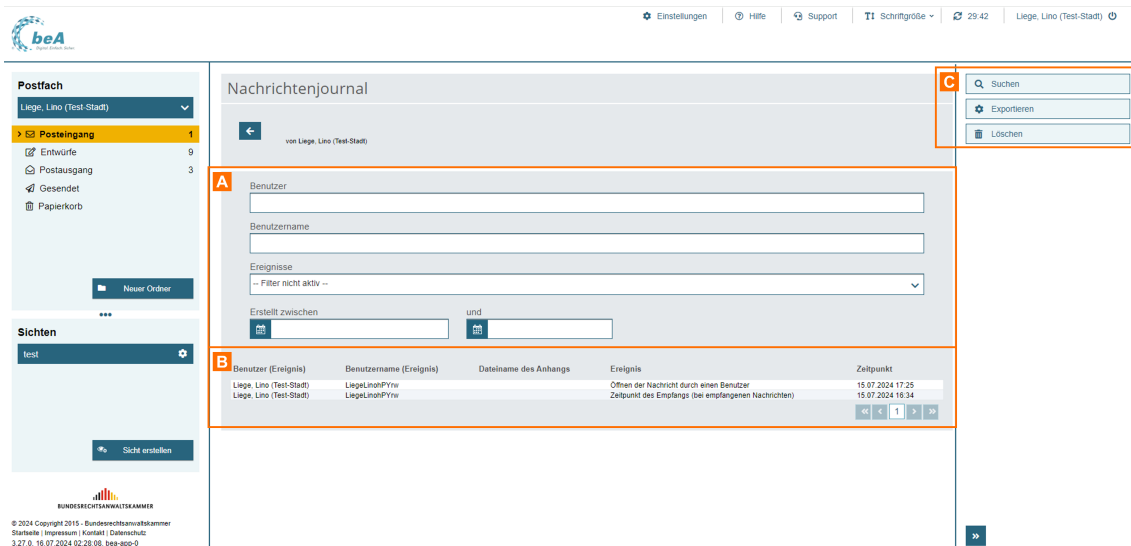 Einstellungen Hilfe Support Schriftgröße 29:42 Liege, Lino (Test-Stadt)
beA
Digital. Einfach. Sicher.
Postfach
Liege, Lino (Test-Stadt)
Posteingang 1
Entwürfe 9
Postausgang 3
Gesendet
Papierkorb
Neuer Ordner
Sichten
test
Sicht erstellen
BUNDESRECHTSANWALTSKAMMER
© 2024 Copyright 2015 - Bundesrechtsanwaltskammer
Startseite | Impressum | Kontakt | Datenschutz
3.27.0, 16.07.2024 02:28:08, bea-app-0
Nachrichtenjournal
von Liege, Lino (Test-Stadt)
A
Benutzer
Benutzername
Ereignisse
-- Filter nicht aktiv --
Erstellt zwischen und
B
Benutzer (Ereignis) Benutzername (Ereignis) Dateiname des Anhangs Ereignis Zeitpunkt
Liege, Lino (Test-Stadt) LiegeLinohPYrw Öffnen der Nachricht durch einen Benutzer 15.07.2024 17:25
Liege, Lino (Test-Stadt) LiegeLinohPYrw Zeitpunkt des Empfangs (bei empfangenen Nachrichten) 15.07.2024 16:34
« ‹ 1 › »
C
Suchen
Exportieren
Löschen
»